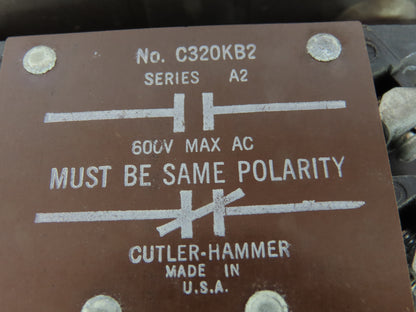 No. C320KB2
SERIES A2
600V MAX AC
MUST BE SAME POLARITY
CUTLER-HAMMER
MADE IN
U.S.A.